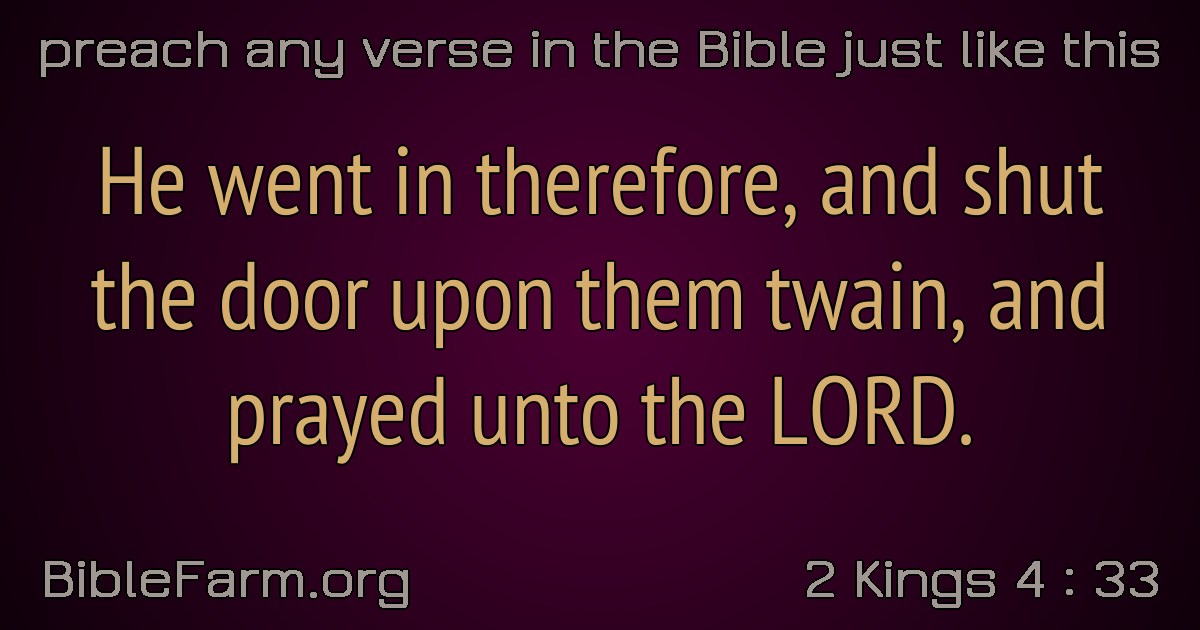 preach any verse in the Bible just like this
He went in therefore, and shut
the door upon them twain, and
prayed unto the LORD.
BibleFarm.org
2 Kings 4 : 33